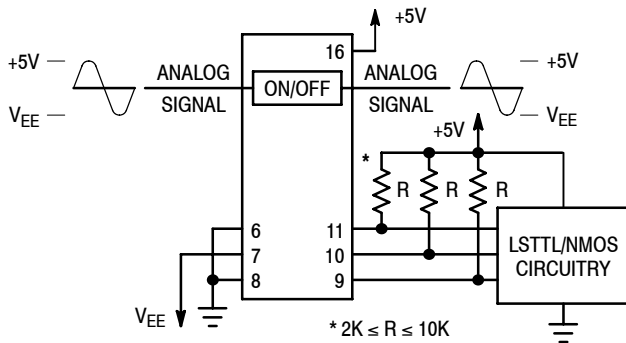 +5V
16
+5V
ANALOG
ON/OFF
ANALOG
+5V
SIGNAL
SIGNAL
VEE
+5V
VEE
*
R
R
R
6
11
LSTTL/NMOS
7
10
CIRCUITRY
8
9
VEE
* 2K ≤ R ≤ 10K